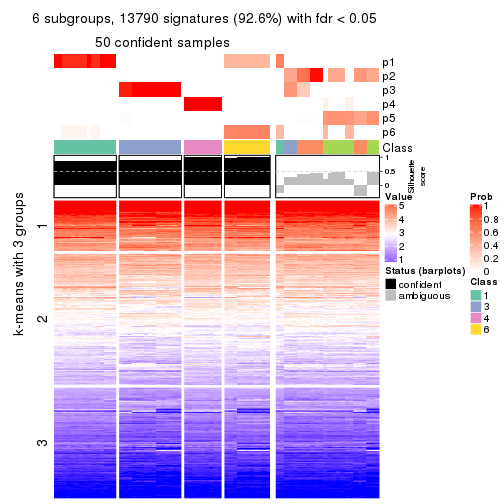 6 subgroups, 13790 signatures (92.6%) with fdr < 0.05
50 confident samples
p1
p2
p3
p4
p5
p6
Class
1
0.5
0
Silhouette
score
k-means with 3 groups
1
2
3
Value
5
4
3
2
1
Status (barplots)
confident
ambiguous
Prob
1
0.8
0.6
0.4
0.2
0
Class
1
3
4
6